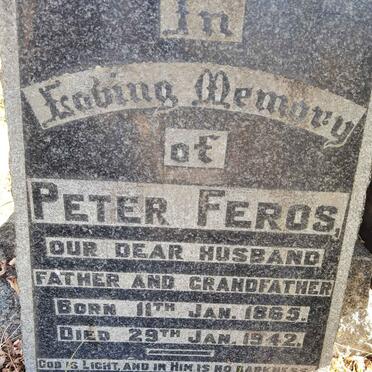 In
Loving Memory
of
PETER FEROS,
OUR DEAR HUSBAND
FATHER AND GRANDFATHER
BORN 11TH JAN. 1865.
DIED 29TH JAN. 1942.
GOD IS LIGHT, AND IN HIM IS NO DARKNESS